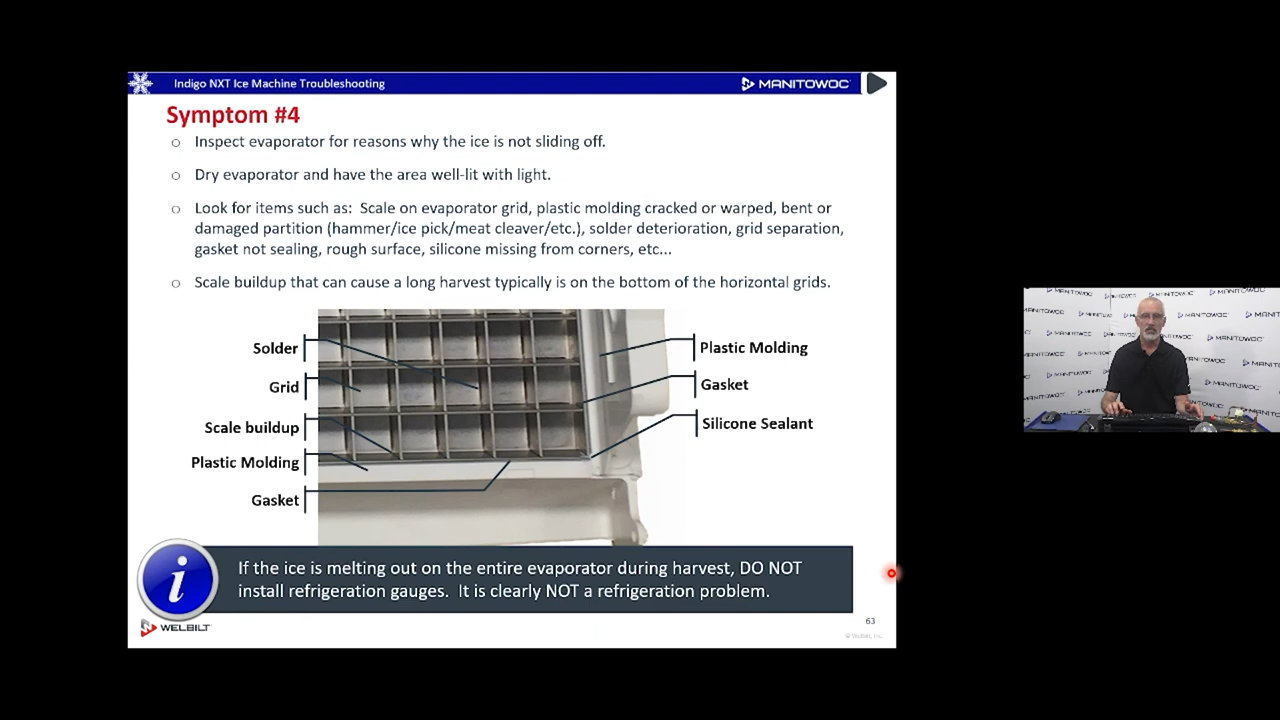 Indigo NXT Ice Machine Troubleshooting
MANITOWOC
Symptom #4
Inspect evaporator for reasons why the ice is not sliding off.
Dry evaporator and have the area well-lit with light.
Look for items such as: Scale on evaporator grid, plastic molding cracked or warped, bent or
damaged partition (hammer/ice pick/meat cleaver/etc.), solder deterioration, grid separation,
gasket not sealing, rough surface, silicone missing from corners, etc...
Scale buildup that can cause a long harvest typically is on the bottom of the horizontal grids.
Solder
Grid
Scale buildup
Plastic Molding
Gasket
Plastic Molding
Gasket
Silicone Sealant
i
If the ice is melting out on the entire evaporator during harvest, DO NOT
install refrigeration gauges. It is clearly NOT a refrigeration problem.
WELBILT
63
© Welbilt, Inc.
MANITOWOC